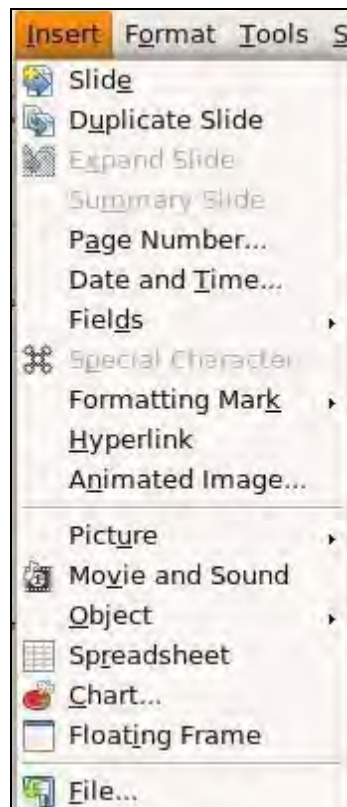 Insert Format Tools S
Slide
Duplicate Slide
Expand Slide
Summary Slide
Page Number...
Date and Time...
Fields
Special Character
Formatting Mark
Hyperlink
Animated Image...
Picture
Movie and Sound
Object
Spreadsheet
Chart...
Floating Frame
File...